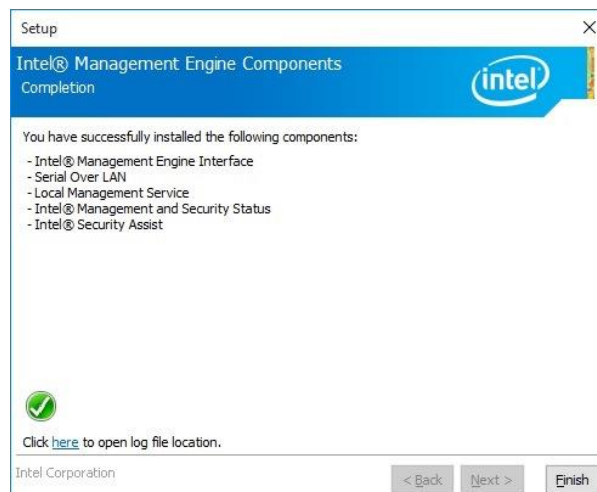 Setup
Intel® Management Engine Components
Completion
intel
You have successfully installed the following components:
- Intel® Management Engine Interface
- Serial Over LAN
- Local Management Service
- Intel® Management and Security Status
- Intel® Security Assist
Click here to open log file location.
Intel Corporation
< Back
Next >
Finish